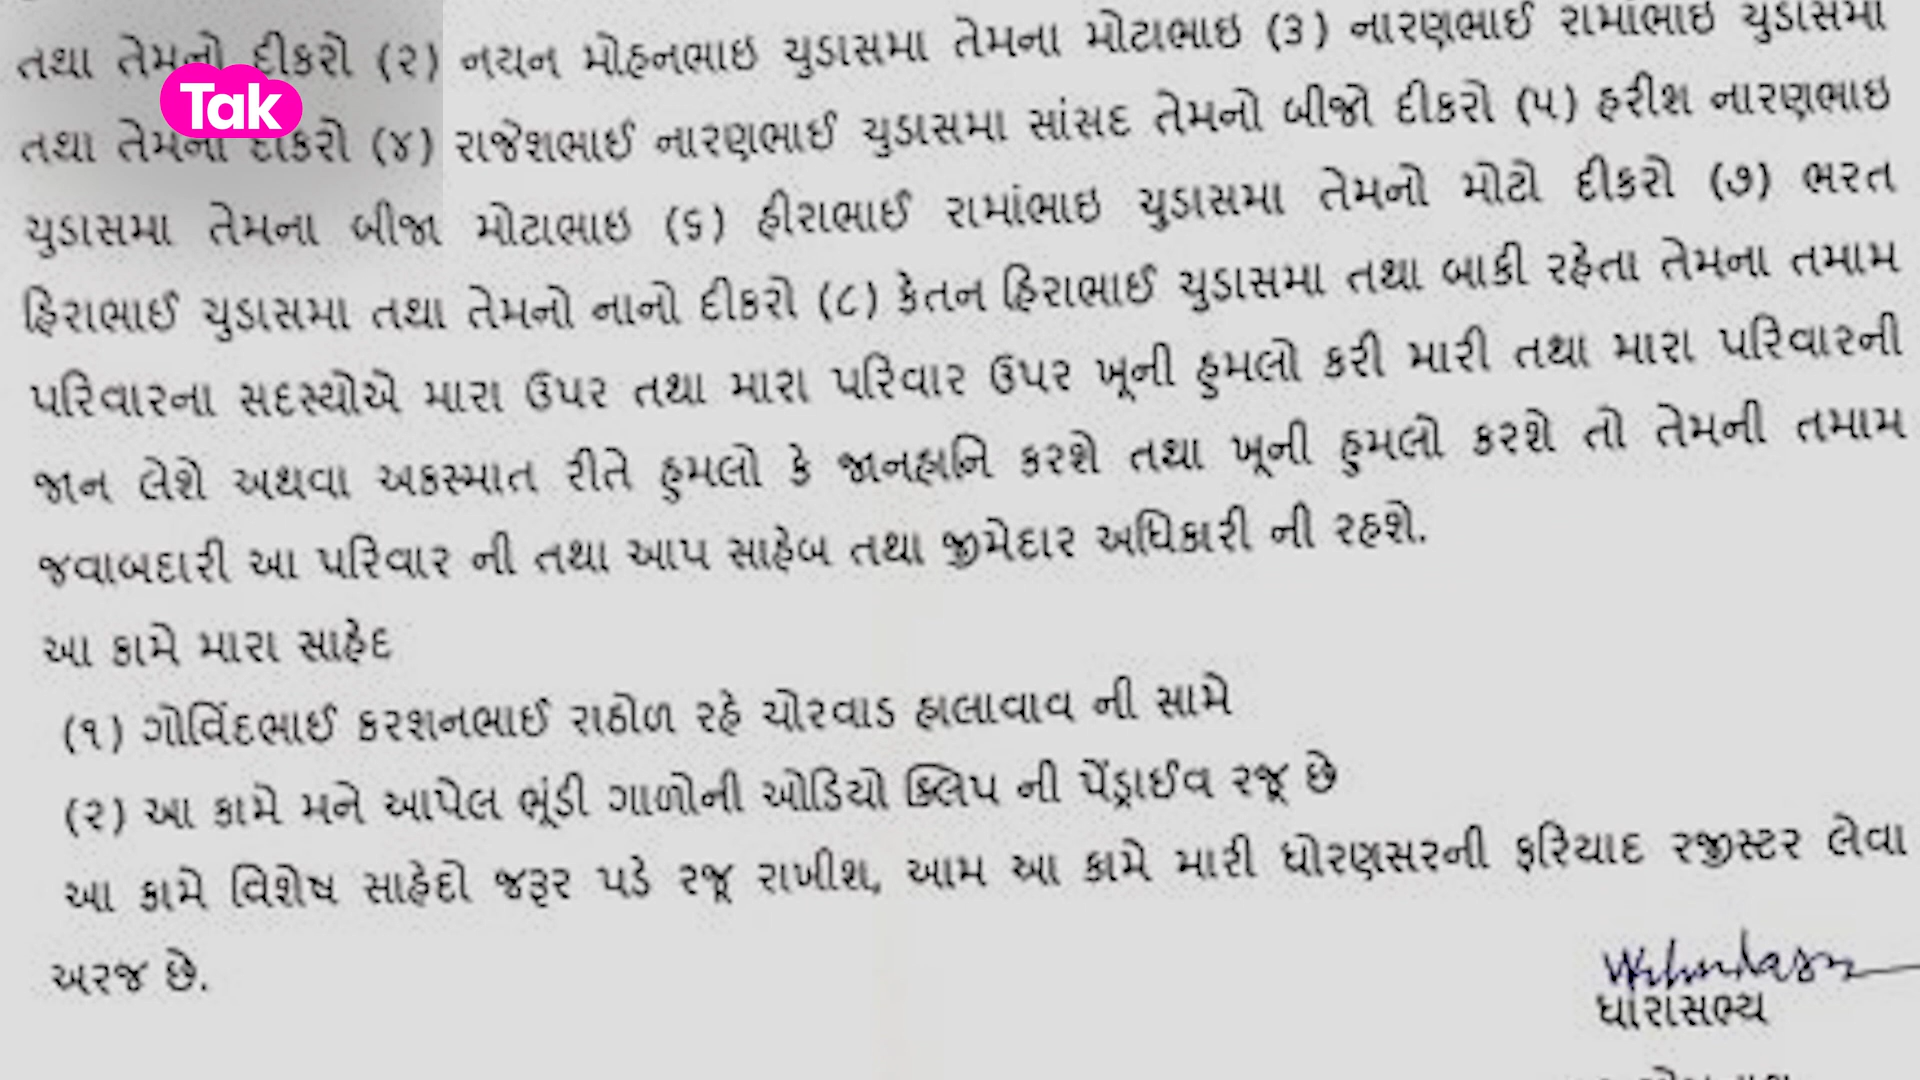 તથા તેમનો દીકરો (૨) નયન મોહનભાઇ ચુડાસમા તેમના મોટાભાઇ (૩) નારણભાઈ રામાંભાઇ ચુડાસમા
Tak
તથા તેમનો દીકરો (૪) રાજેશભાઈ નારણભાઈ ચુડાસમા સાંસદ તેમનો બીજો દીકરો (૫) હરીશ નારણભાઇ
ચુડાસમા તેમના બીજા મોટાભાઇ (૬) હીરાભાઈ રામાંભાઇ ચુડાસમા તેમનો મોટો દીકરો (૭) ભરત
હિરાભાઈ ચુડાસમા તથા તેમનો નાનો દીકરો (૮) કેતન હિરાભાઈ ચુડાસમા તથા બાકી રહેતા તેમના તમામ
પરિવારના સદસ્યોએ મારા ઉપર તથા મારા પરિવાર ઉપર ખૂની હુમલો કરી મારી તથા મારા પરિવારની
જાન લેશે અથવા અકસ્માત રીતે હુમલો કે જાનહાનિ કરશે તથા ખૂની હુમલો કરશે તો તેમની તમામ
જવાબદારી આ પરિવાર ની તથા આપ સાહેબ તથા જીમેદાર અધિકારી ની રહશે.
આ કામે મારા સાહેદ
(૧) ગોવિંદભાઈ કરશનભાઈ રાઠોળ રહે ચોરવાડ હાલાવાવ ની સામે
(૨) આ કામે મને આપેલ ભૂંડી ગાળોની ઓડિયો ક્લિપ ની પેંડ્રાઈવ રજૂ છે
આ કામે વિશેષ સાહેદો જરૂર પડે રજૂ રાખીશ, આમ આ કામે મારી ધોરણસરની ફરિયાદ રજીસ્ટર લેવા
અરજ છે.
ધારાસભ્ય